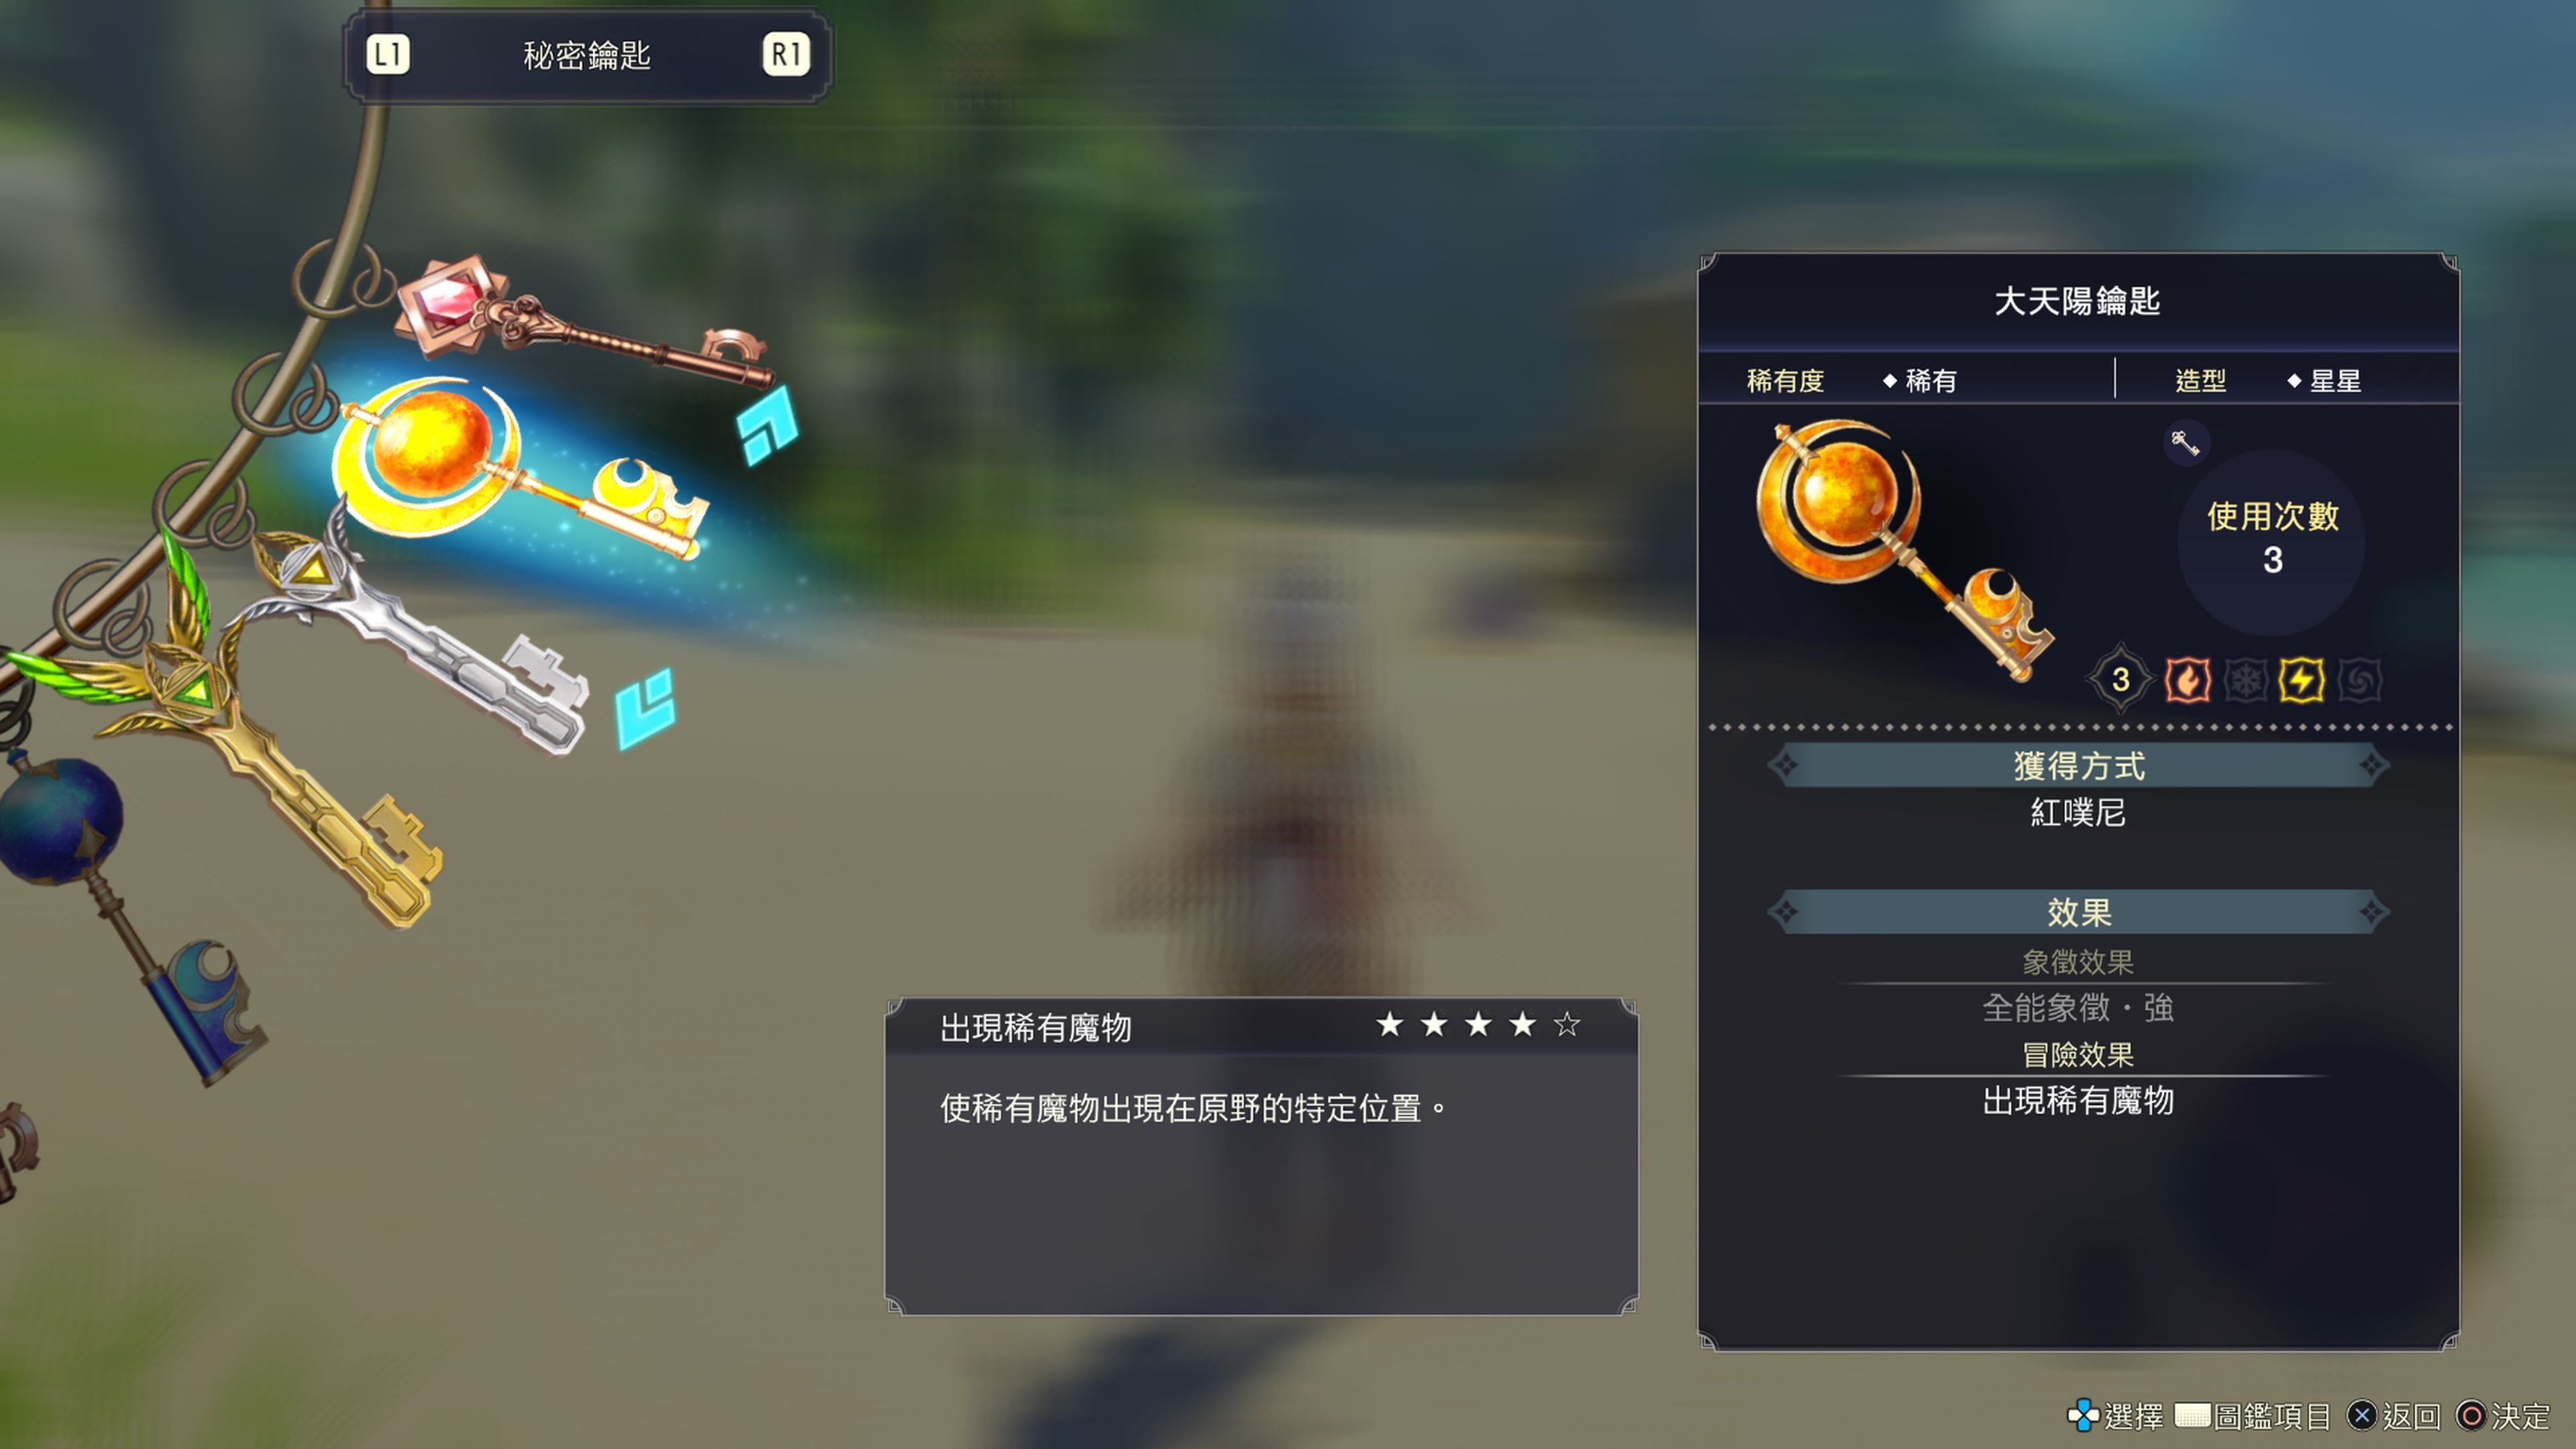 L1 秘密鑰匙 R1
大天陽鑰匙
稀有度 ◆稀有 造型 ◆星星
使用次數
3
3
獲得方式
紅噗尼
效果
象徵效果
全能象徵・強
冒險效果
出現稀有魔物
出現稀有魔物 ★★★★☆
使稀有魔物出現在原野的特定位置。
選擇 圖鑑項目 返回 決定